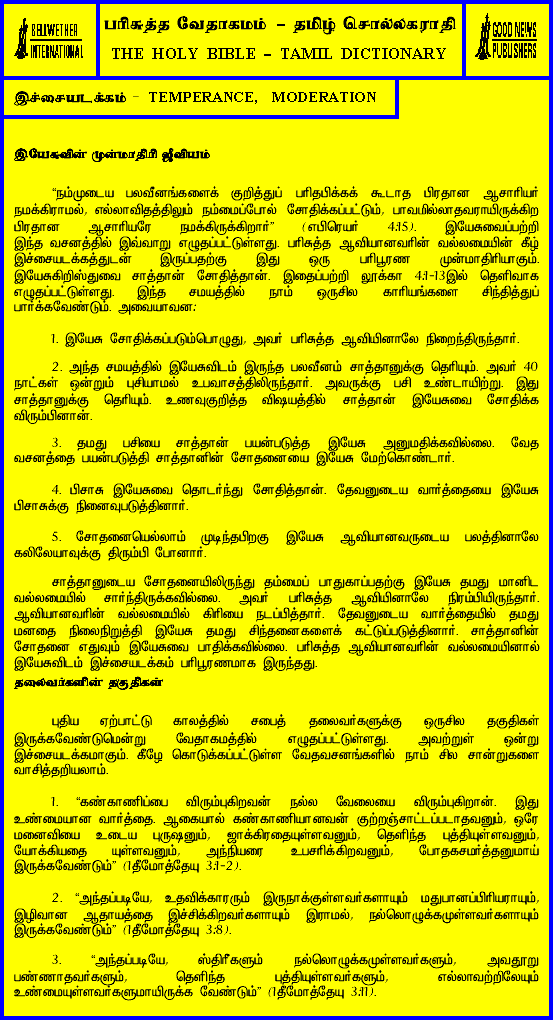 BELLWETHER
INTERNATIONAL
பரிசுத்த வேதாகமம் – தமிழ் சொல்லகராதி
THE HOLY BIBLE – TAMIL DICTIONARY
GOOD NEWS
PUBLISHERS
இச்சையடக்கம் – TEMPERANCE, MODERATION
இயேசுவின் முன்மாதிரி ஜீவியம்
“நம்முடைய பலவீனங்களைக் குறித்துப் பரிதபிக்கக் கூடாத பிரதான ஆசாரியர்
நமக்கிராமல், எல்லாவிதத்திலும் நம்மைப்போல் சோதிக்கப்பட்டும், பாவமில்லாதவராயிருக்கிற
பிரதான ஆசாரியரே நமக்கிருக்கிறார்” (எபிரெயர் 4:15). இயேசுவைப்பற்றி
இந்த வசனத்தில் இவ்வாறு எழுதப்பட்டுள்ளது. பரிசுத்த ஆவியானவரின் வல்லமையின் கீழ்
இச்சையடக்கத்துடன் இருப்பதற்கு இது ஒரு பரிபூரண முன்மாதிரியாகும்.
இயேசுகிறிஸ்துவை சாத்தான் சோதித்தான். இதைப்பற்றி லூக்கா 4:1-13இல் தெளிவாக
எழுதப்பட்டுள்ளது. இந்த சமயத்தில் நாம் ஒருசில காரியங்களை சிந்தித்துப்
பார்க்கவேண்டும். அவையாவன:
1. இயேசு சோதிக்கப்படும்பொழுது, அவர் பரிசுத்த ஆவியினாலே நிறைந்திருந்தார்.
2. அந்த சமயத்தில் இயேசுவிடம் இருந்த பலவீனம் சாத்தானுக்கு தெரியும். அவர் 40
நாட்கள் ஒன்றும் புசியாமல் உபவாசத்திலிருந்தார். அவருக்கு பசி உண்டாயிற்று. இது
சாத்தானுக்கு தெரியும். உணவுகுறித்த விஷயத்தில் சாத்தான் இயேசுவை சோதிக்க
விரும்பினான்.
3. தமது பசியை சாத்தான் பயன்படுத்த இயேசு அனுமதிக்கவில்லை. வேத
வசனத்தை பயன்படுத்தி சாத்தானின் சோதனையை இயேசு மேற்கொண்டார்.
4. பிசாசு இயேசுவை தொடர்ந்து சோதித்தான். தேவனுடைய வார்த்தையை இயேசு
பிசாசுக்கு நினைவுபடுத்தினார்.
5. சோதனையெல்லாம் முடிந்தபிறகு இயேசு ஆவியானவருடைய பலத்தினாலே
கலிலேயாவுக்கு திரும்பி போனார்.
சாத்தானுடைய சோதனையிலிருந்து தம்மைப் பாதுகாப்பதற்கு இயேசு தமது மானிட
வல்லமையில் சார்ந்திருக்கவில்லை. அவர் பரிசுத்த ஆவியினாலே நிரம்பியிருந்தார்.
ஆவியானவரின் வல்லமையில் கிரியை நடப்பித்தார். தேவனுடைய வார்த்தையில் தமது
மனதை நிலைநிறுத்தி இயேசு தமது சிந்தனைகளைக் கட்டுப்படுத்தினார். சாத்தானின்
சோதனை எதுவும் இயேசுவை பாதிக்கவில்லை. பரிசுத்த ஆவியானவரின் வல்லமையினால்
இயேசுவிடம் இச்சையடக்கம் பரிபூரணமாக இருந்தது.
தலைவர்களின் தகுதிகள்
புதிய ஏற்பாட்டு காலத்தில் சபைத் தலைவர்களுக்கு ஒருசில தகுதிகள்
இருக்கவேண்டுமென்று வேதாகமத்தில் எழுதப்பட்டுள்ளது. அவற்றுள் ஒன்று
இச்சையடக்கமாகும். கீழே கொடுக்கப்பட்டுள்ள வேதவசனங்களில் நாம் சில சான்றுகளை
வாசித்தறியலாம்.
1. “கண்காணிப்பை விரும்புகிறவன் நல்ல வேலையை விரும்புகிறான். இது
உண்மையான வார்த்தை. ஆகையால் கண்காணியானவன் குற்றஞ்சாட்டப்படாதவனும், ஒரே
மனைவியை உடைய புருஷனும், ஜாக்கிரதையுள்ளவனும், தெளிந்த புத்தியுள்ளவனும்,
யோக்கியதை யுள்ளவனும், அந்நியரை உபசரிக்கிறவனும், போதகசமர்த்தனுமாய்
இருக்கவேண்டும்” (1தீமோத்தேயு 3:1-2).
2. “அந்தப்படியே, உதவிக்காரரும் இருநாக்குள்ளவர்களாயும் மதுபானப்பிரியராயும்,
இழிவான ஆதாயத்தை இச்சிக்கிறவர்களாயும் இராமல், நல்லொழுக்கமுள்ளவர்களாயும்
இருக்கவேண்டும்” (1தீமோத்தேயு 3:8).
3. “அந்தப்படியே, ஸ்திரீகளும் நல்லொழுக்கமுள்ளவர்களும், அவதூறு
பண்ணாதவர்களும், தெளிந்த புத்தியுள்ளவர்களும், எல்லாவற்றிலேயும்
உண்மையுள்ளவர்களுமாயிருக்க வேண்டும்” (1தீமோத்தேயு 3:11).